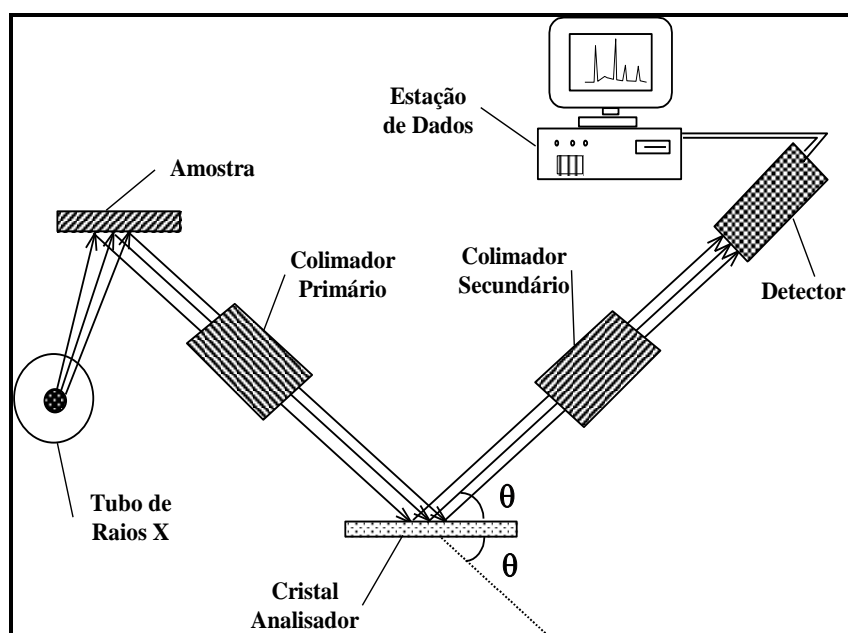 Estação
de Dados
Amostra
Colimador
Primário
Colimador
Secundário
Detector
θ
Tubo de
Raios X
θ
Cristal
Analisador